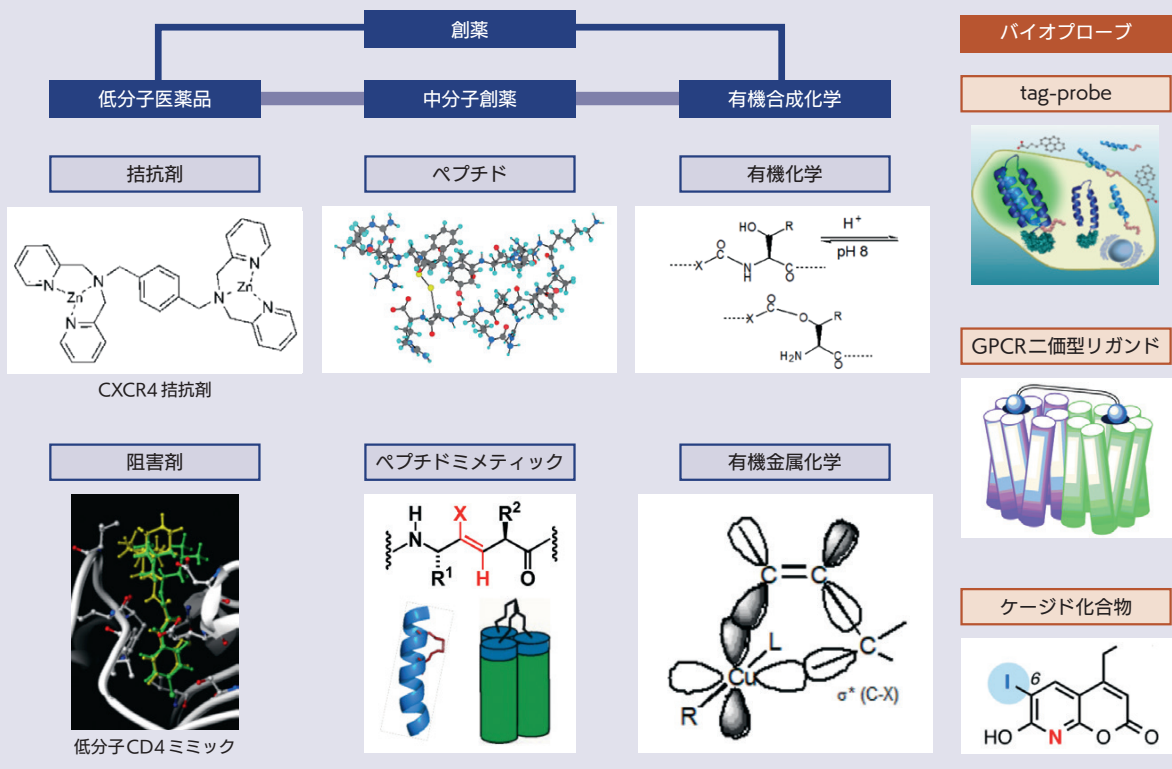 創薬
低分子医薬品
中分子創薬
有機合成化学
拮抗剤
ペプチド
有機化学
N
N
Zn
N
N
N
Zn
N
CXCR4 拮抗剤
HO
R
H⁺
pH 8
X
C
O
N
H
C
O
X
C
O
O
R
H₂N
C
O
阻害剤
ペプチドミメティック
有機金属化学
低分子CD4ミミック
H
N
X
R²
R¹
H
O
C
C
L
Cu
C
R
σ* (C-X)
バイオプローブ
tag-probe
GPCR二価型リガンド
ケージド化合物
I
6
HO
N
O
O